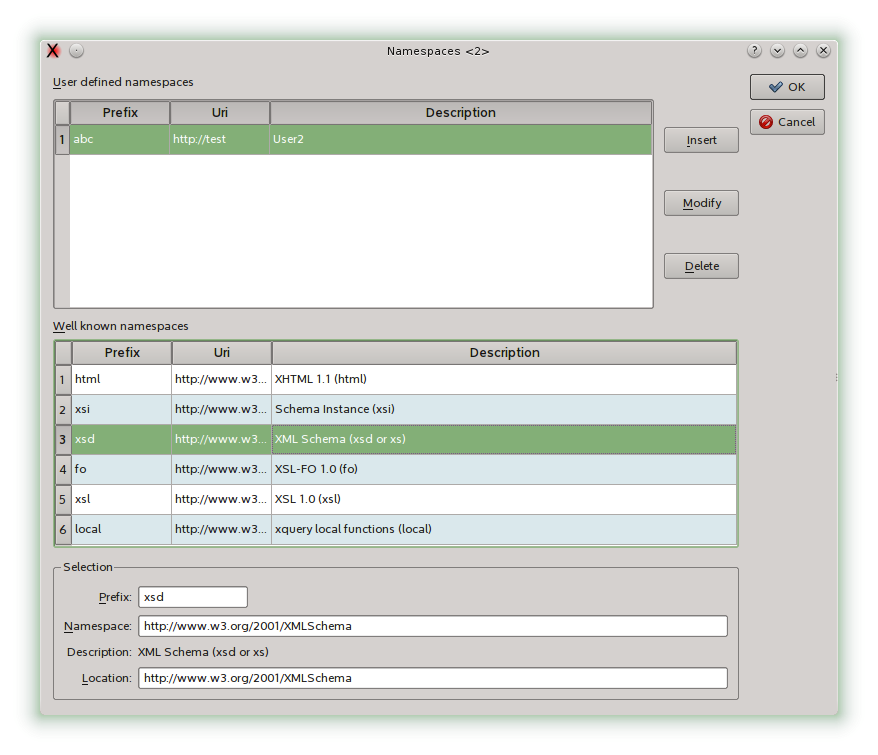 Namespaces <2>
User defined namespaces
OK
Prefix Uri Description
Cancel
1 abc http://test User2
Insert
Modify
Delete
Well known namespaces
Prefix Uri Description
1 html http://www.w3... XHTML 1.1 (html)
2 xsi http://www.w3... Schema Instance (xsi)
3 xsd http://www.w3... XML Schema (xsd or xs)
4 fo http://www.w3... XSL-FO 1.0 (fo)
5 xsl http://www.w3... XSL 1.0 (xsl)
6 local http://www.w3... xquery local functions (local)
Selection
Prefix: xsd
Namespace: http://www.w3.org/2001/XMLSchema
Description: XML Schema (xsd or xs)
Location: http://www.w3.org/2001/XMLSchema